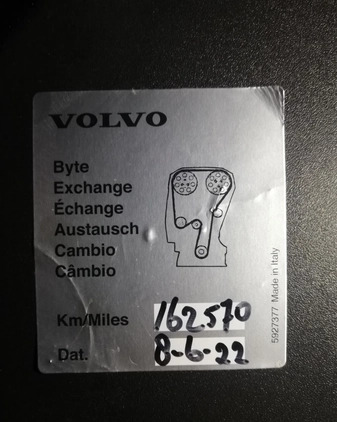 VOLVO
Byte
Exchange
Échange
Austausch
Cambio
Câmbio
Km/Miles 162570
Dat. 8-6-22
5927377 Made in Italy